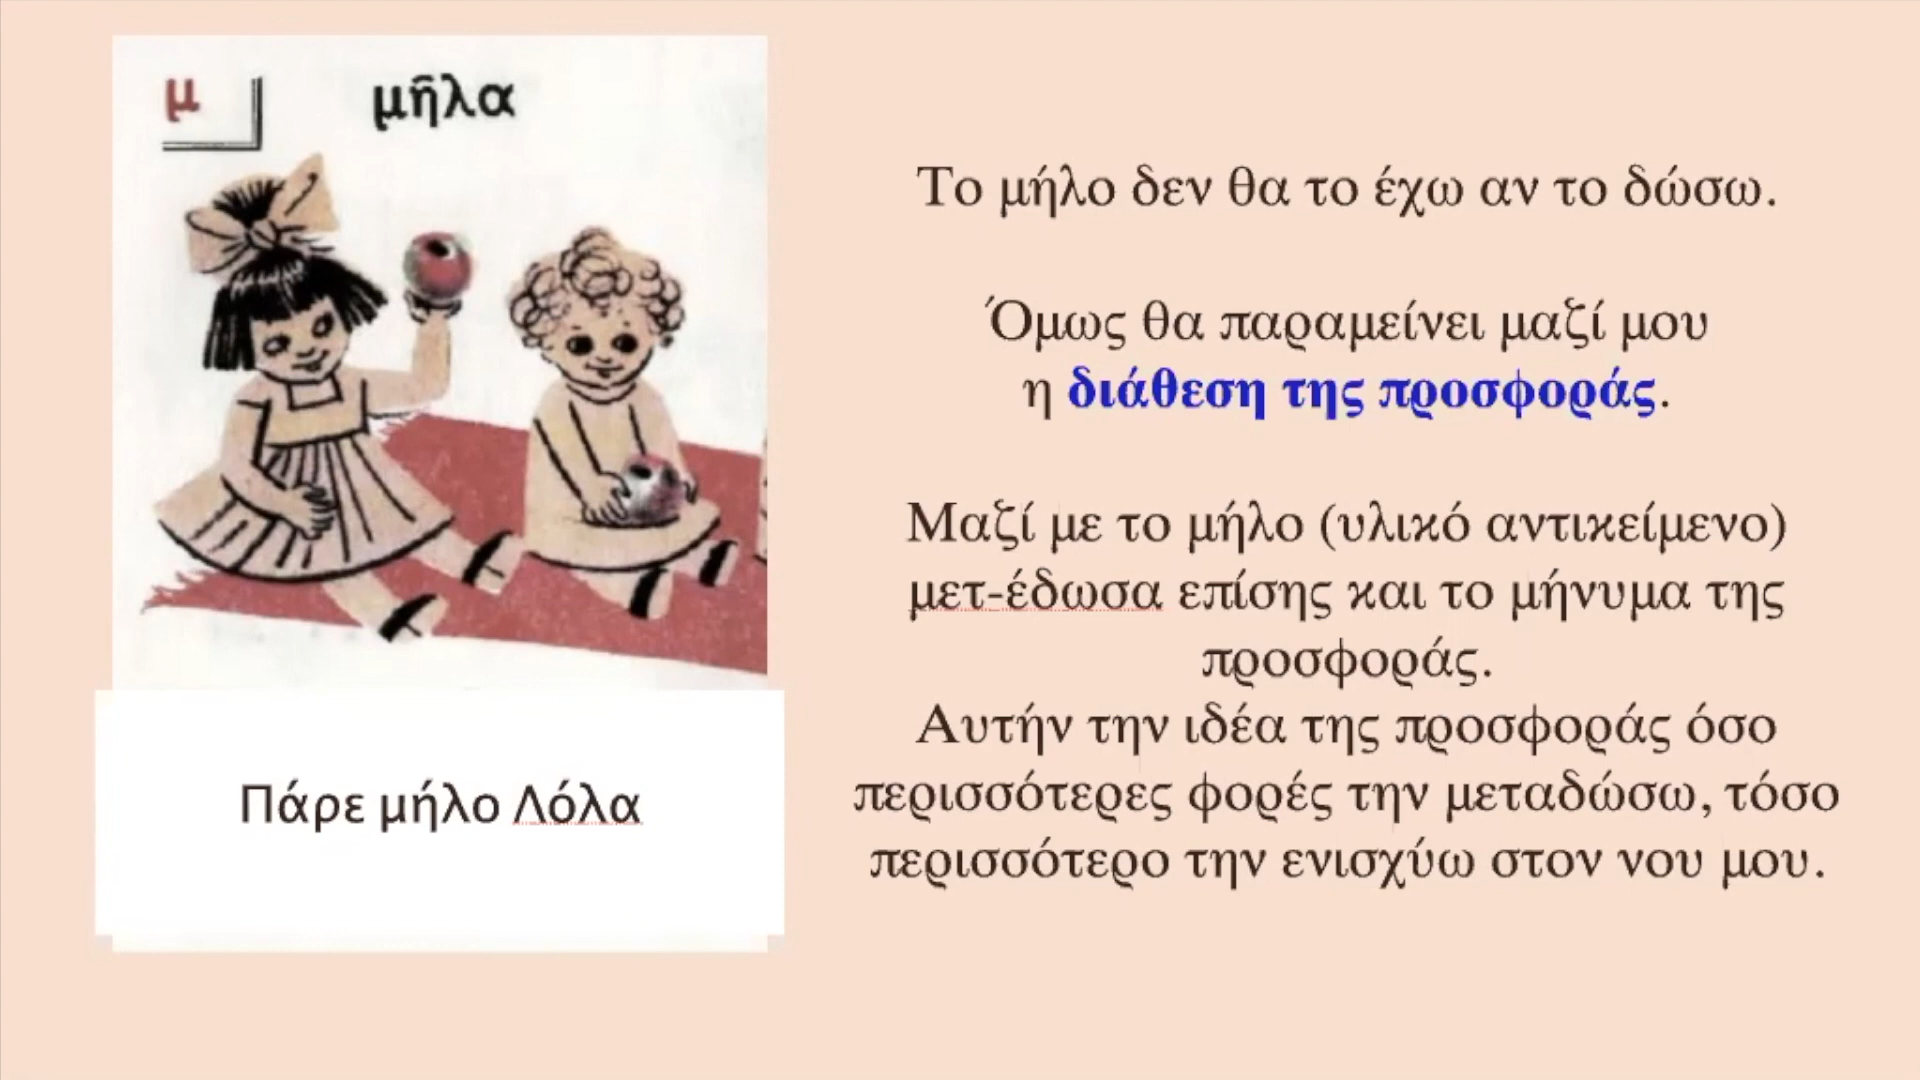 μ
μῆλα
Πάρε μήλο Λόλα
Το μήλο δεν θα το έχω αν το δώσω.
Όμως θα παραμείνει μαζί μου
η διάθεση της προσφοράς.
Μαζί με το μήλο (υλικό αντικείμενο)
μετ-έδωσα επίσης και το μήνυμα της
προσφοράς.
Αυτήν την ιδέα της προσφοράς όσο
περισσότερες φορές την μεταδώσω, τόσο
περισσότερο την ενισχύω στον νου μου.